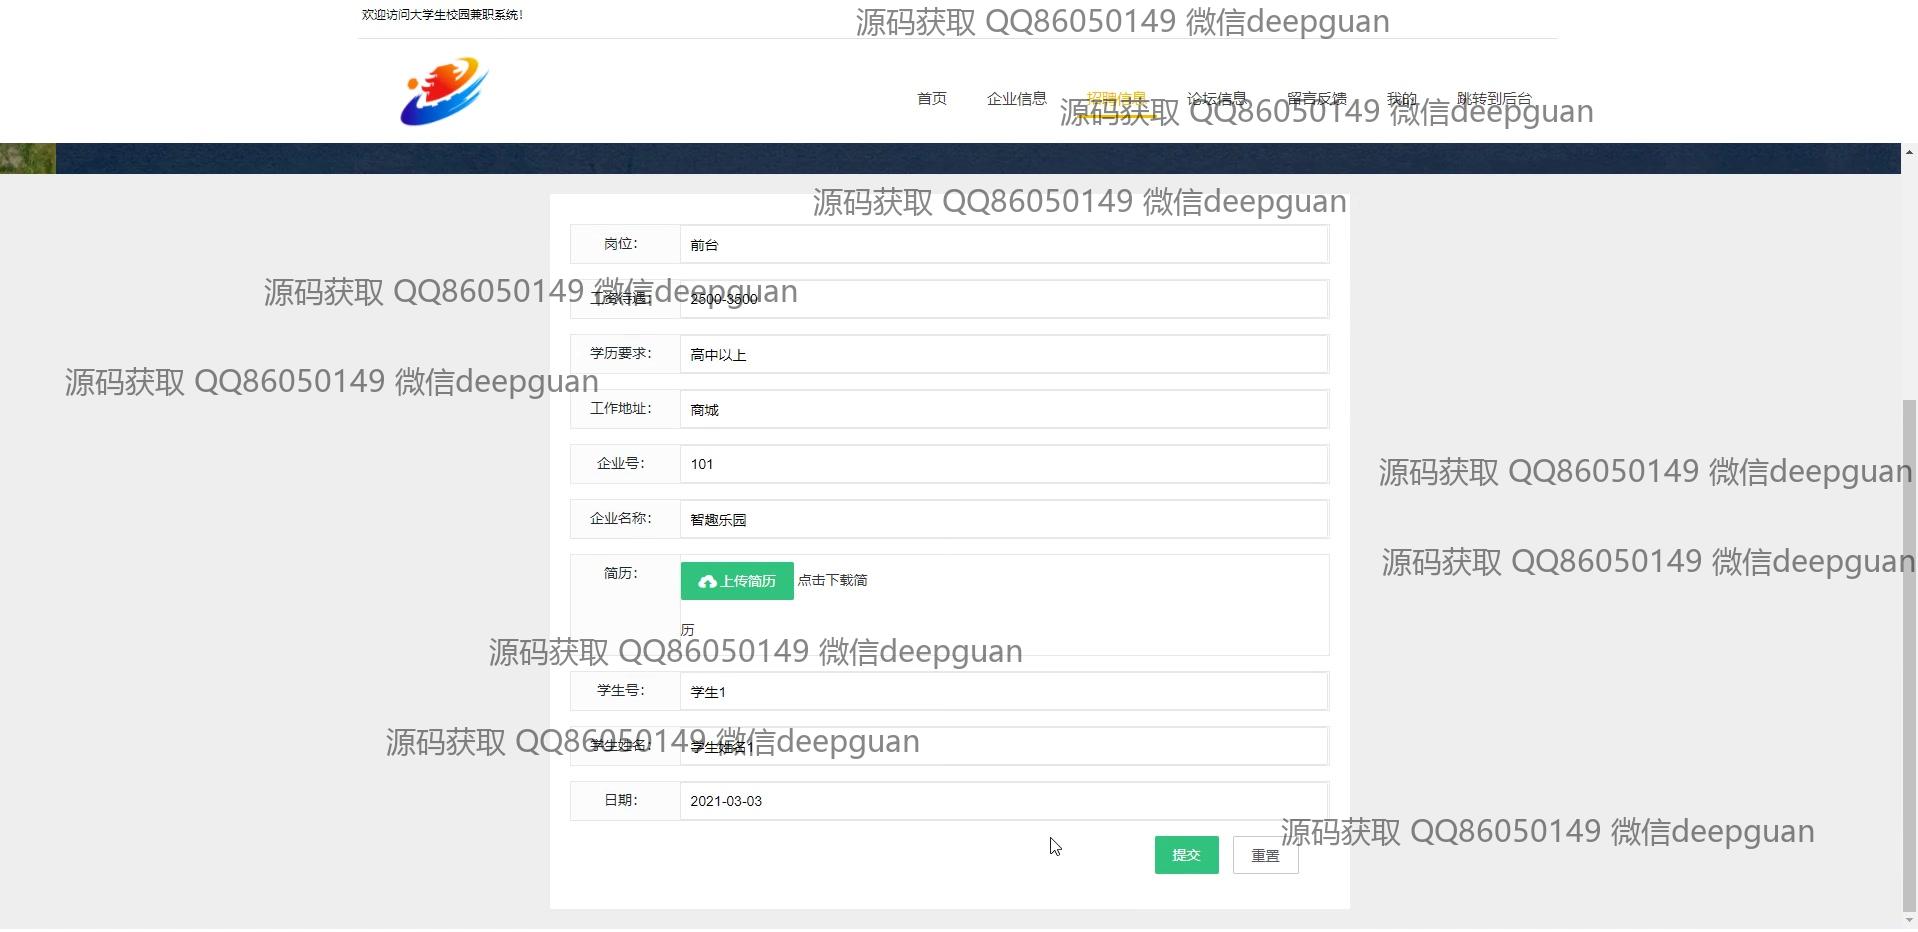 欢迎访问大学生校园兼职系统!
源码获取 QQ86050149 微信deepguan
首页 企业信息 招聘信息 论坛信息 留言反馈 我的 跳转到后台
源码获取 QQ86050149 微信deepguan
源码获取 QQ86050149 微信deepguan
岗位： 前台
源码获取 QQ86050149 微信deepguan
工资待遇： 2500-3500
学历要求： 高中以上
源码获取 QQ86050149 微信deepguan
工作地址： 商城
企业号： 101
源码获取 QQ86050149 微信deepguan
企业名称： 智趣乐园
源码获取 QQ86050149 微信deepguan
简历： 上传简历 点击下载简
历
源码获取 QQ86050149 微信deepguan
学生号： 学生1
源码获取 QQ86050149 微信deepguan
学生姓名： 学生姓名1
日期： 2021-03-03
源码获取 QQ86050149 微信deepguan
提交 重置